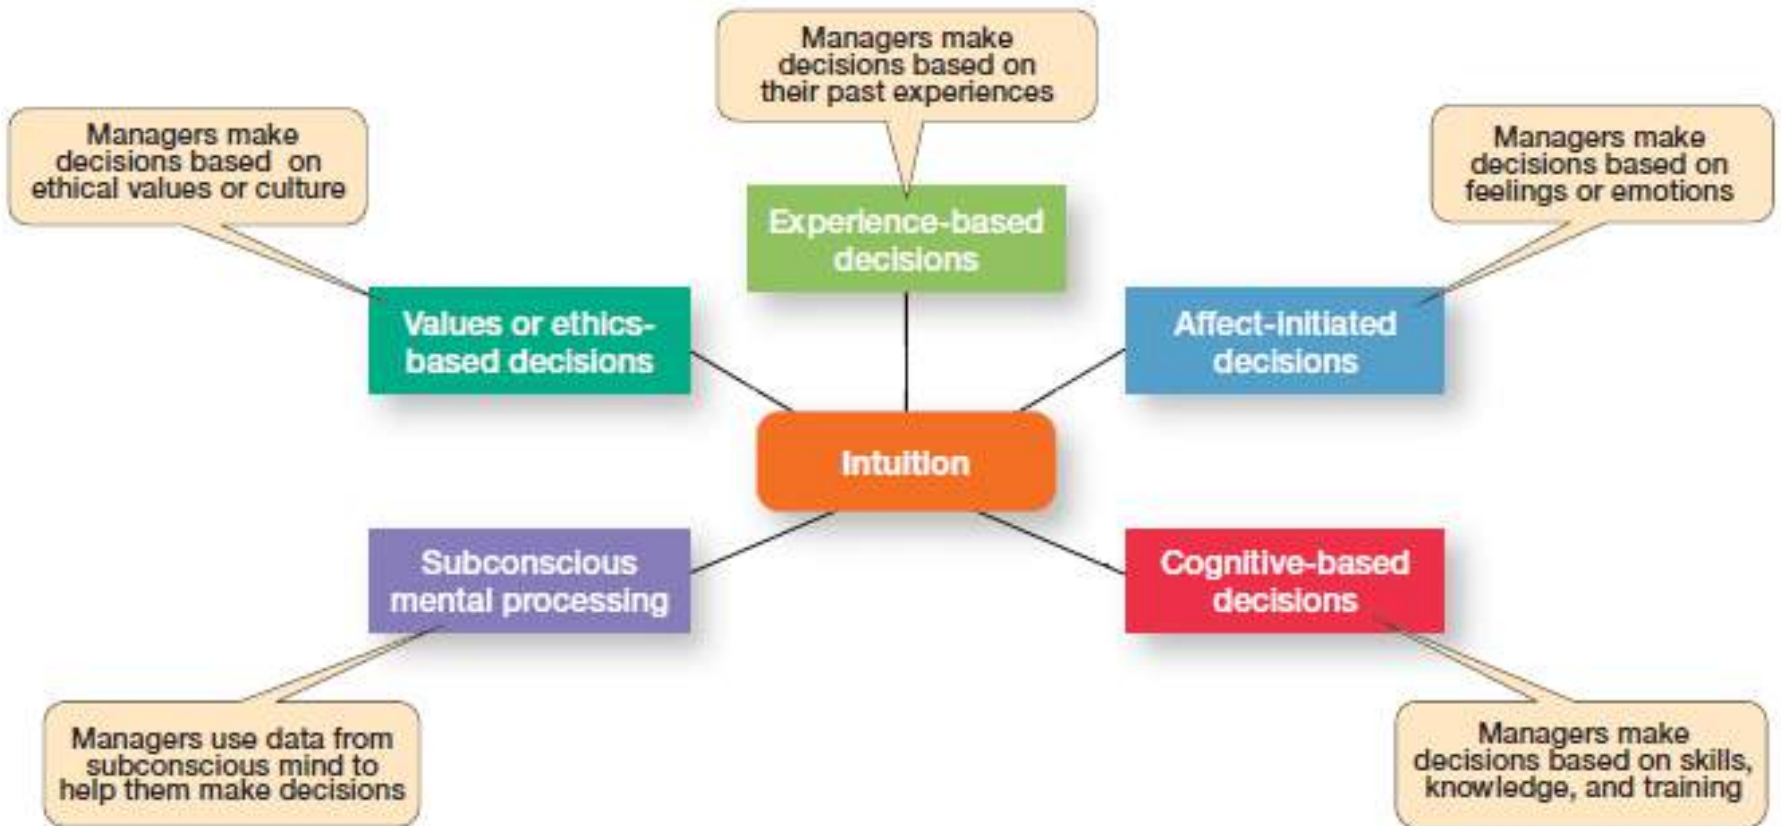 Managers make
decisions based on
their past experiences
Managers make
decisions based on
ethical values or culture
Managers make
decisions based on
feelings or emotions
Experience-based
decisions
Values or ethics-
based decisions
Affect-initiated
decisions
Intuition
Subconscious
mental processing
Cognitive-based
decisions
Managers use data from
subconscious mind to
help them make decisions
Managers make
decisions based on skills,
knowledge, and training